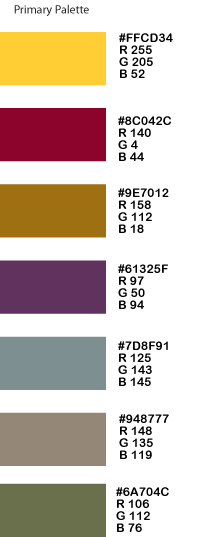 Primary Palette
#FFCD34
R 255
G 205
B 52
#8C042C
R 140
G 4
B 44
#9E7012
R 158
G 112
B 18
#61325F
R 97
G 50
B 94
#7D8F91
R 125
G 143
B 145
#948777
R 148
G 135
B 119
#6A704C
R 106
G 112
B 76